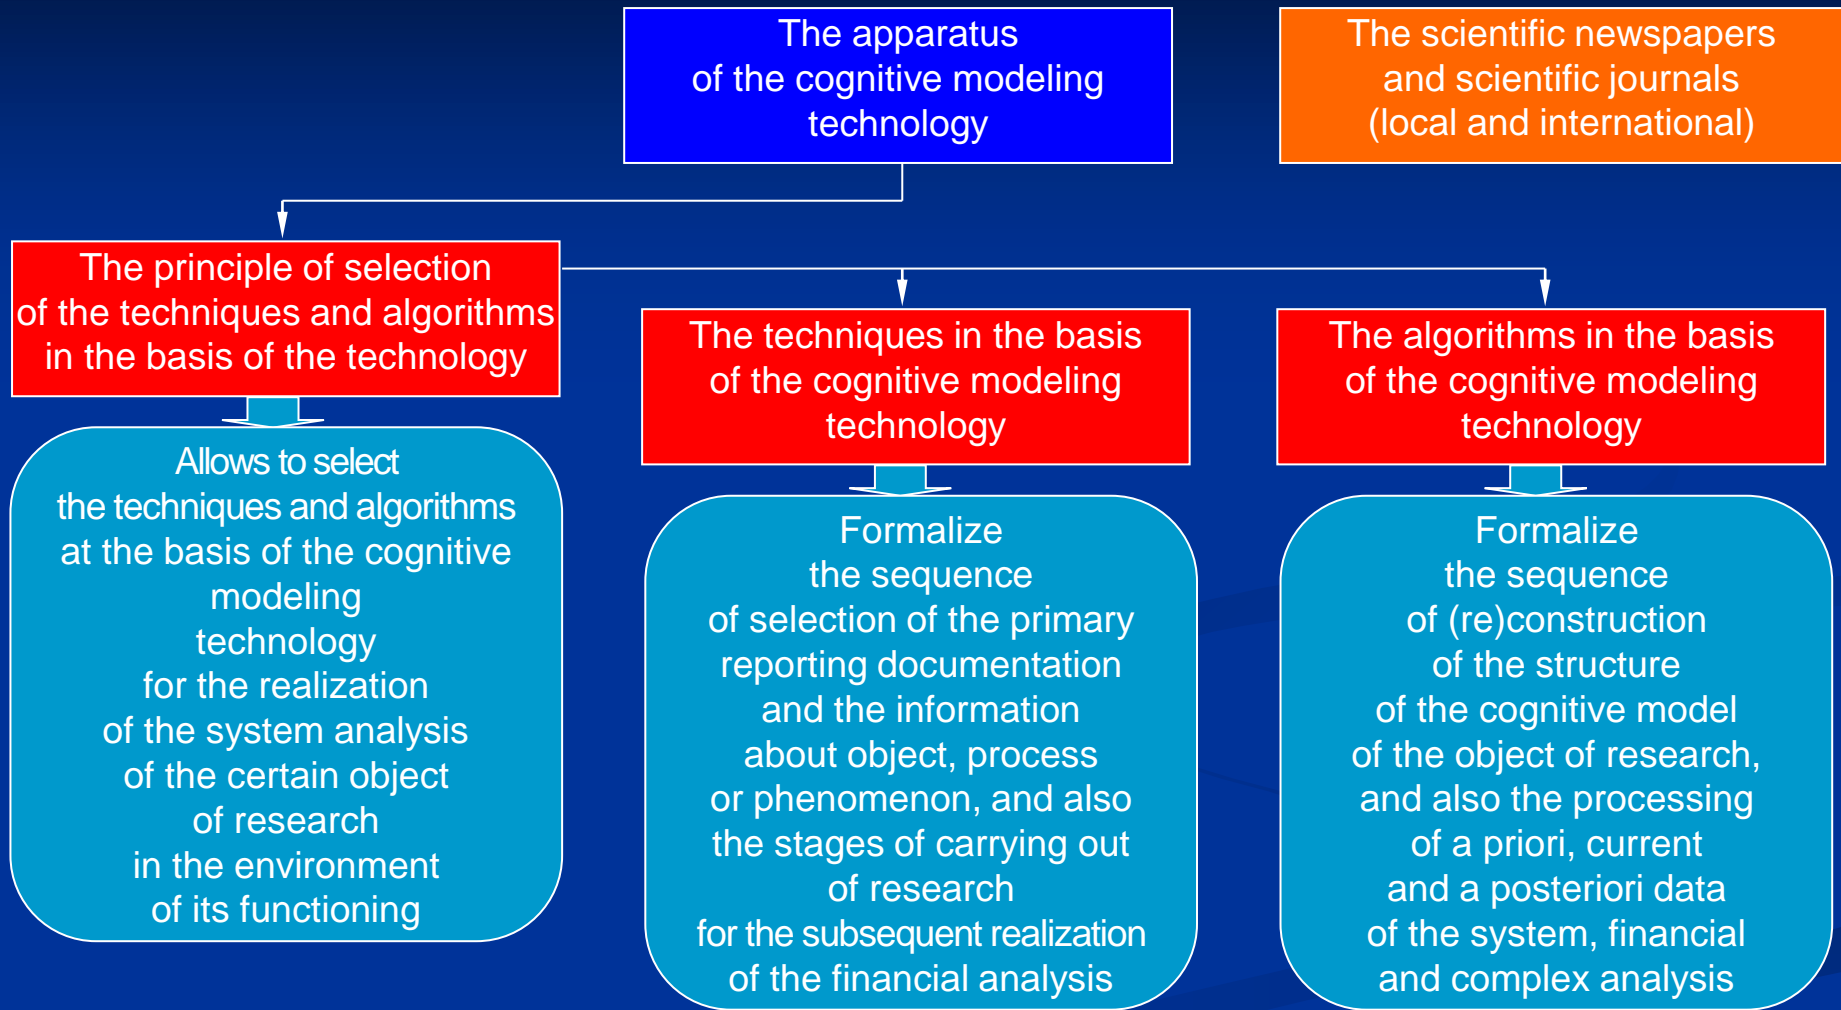 The apparatus
of the cognitive modeling
technology
The scientific newspapers
and scientific journals
(local and international)
The principle of selection
of the techniques and algorithms
in the basis of the technology
The techniques in the basis
of the cognitive modeling
technology
The algorithms in the basis
of the cognitive modeling
technology
Allows to select
the techniques and algorithms
at the basis of the cognitive
modeling
technology
for the realization
of the system analysis
of the certain object
of research
in the environment
of its functioning
Formalize
the sequence
of selection of the primary
reporting documentation
and the information
about object, process
or phenomenon, and also
the stages of carrying out
of research
for the subsequent realization
of the financial analysis
Formalize
the sequence
of (re)construction
of the structure
of the cognitive model
of the object of research,
and also the processing
of a priori, current
and a posteriori data
of the system, financial
and complex analysis